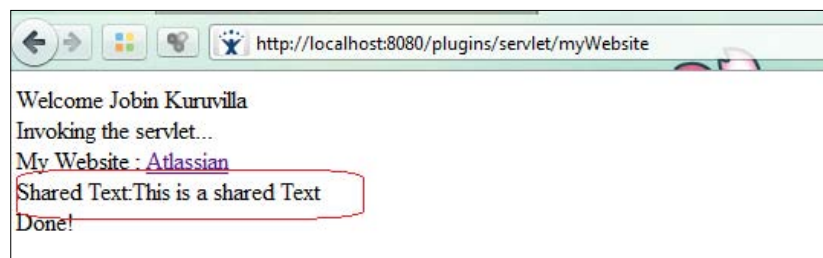 http://localhost:8080/plugins/servlet/myWebsite
Welcome Jobin Kuruvilla
Invoking the servlet...
My Website : Atlassian
Shared Text:This is a shared Text
Done!